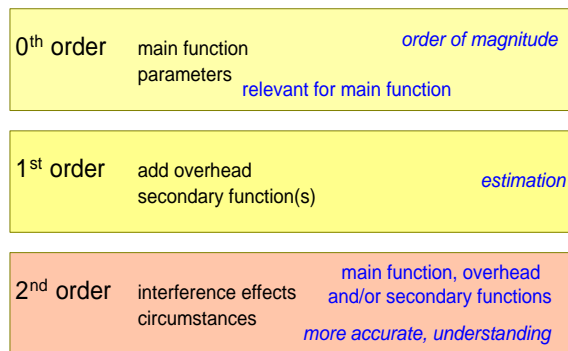 0th order
main function
parameters
order of magnitude
relevant for main function
1st order
add overhead
secondary function(s)
estimation
2nd order
interference effects
circumstances
main function, overhead
and/or secondary functions
more accurate, understanding